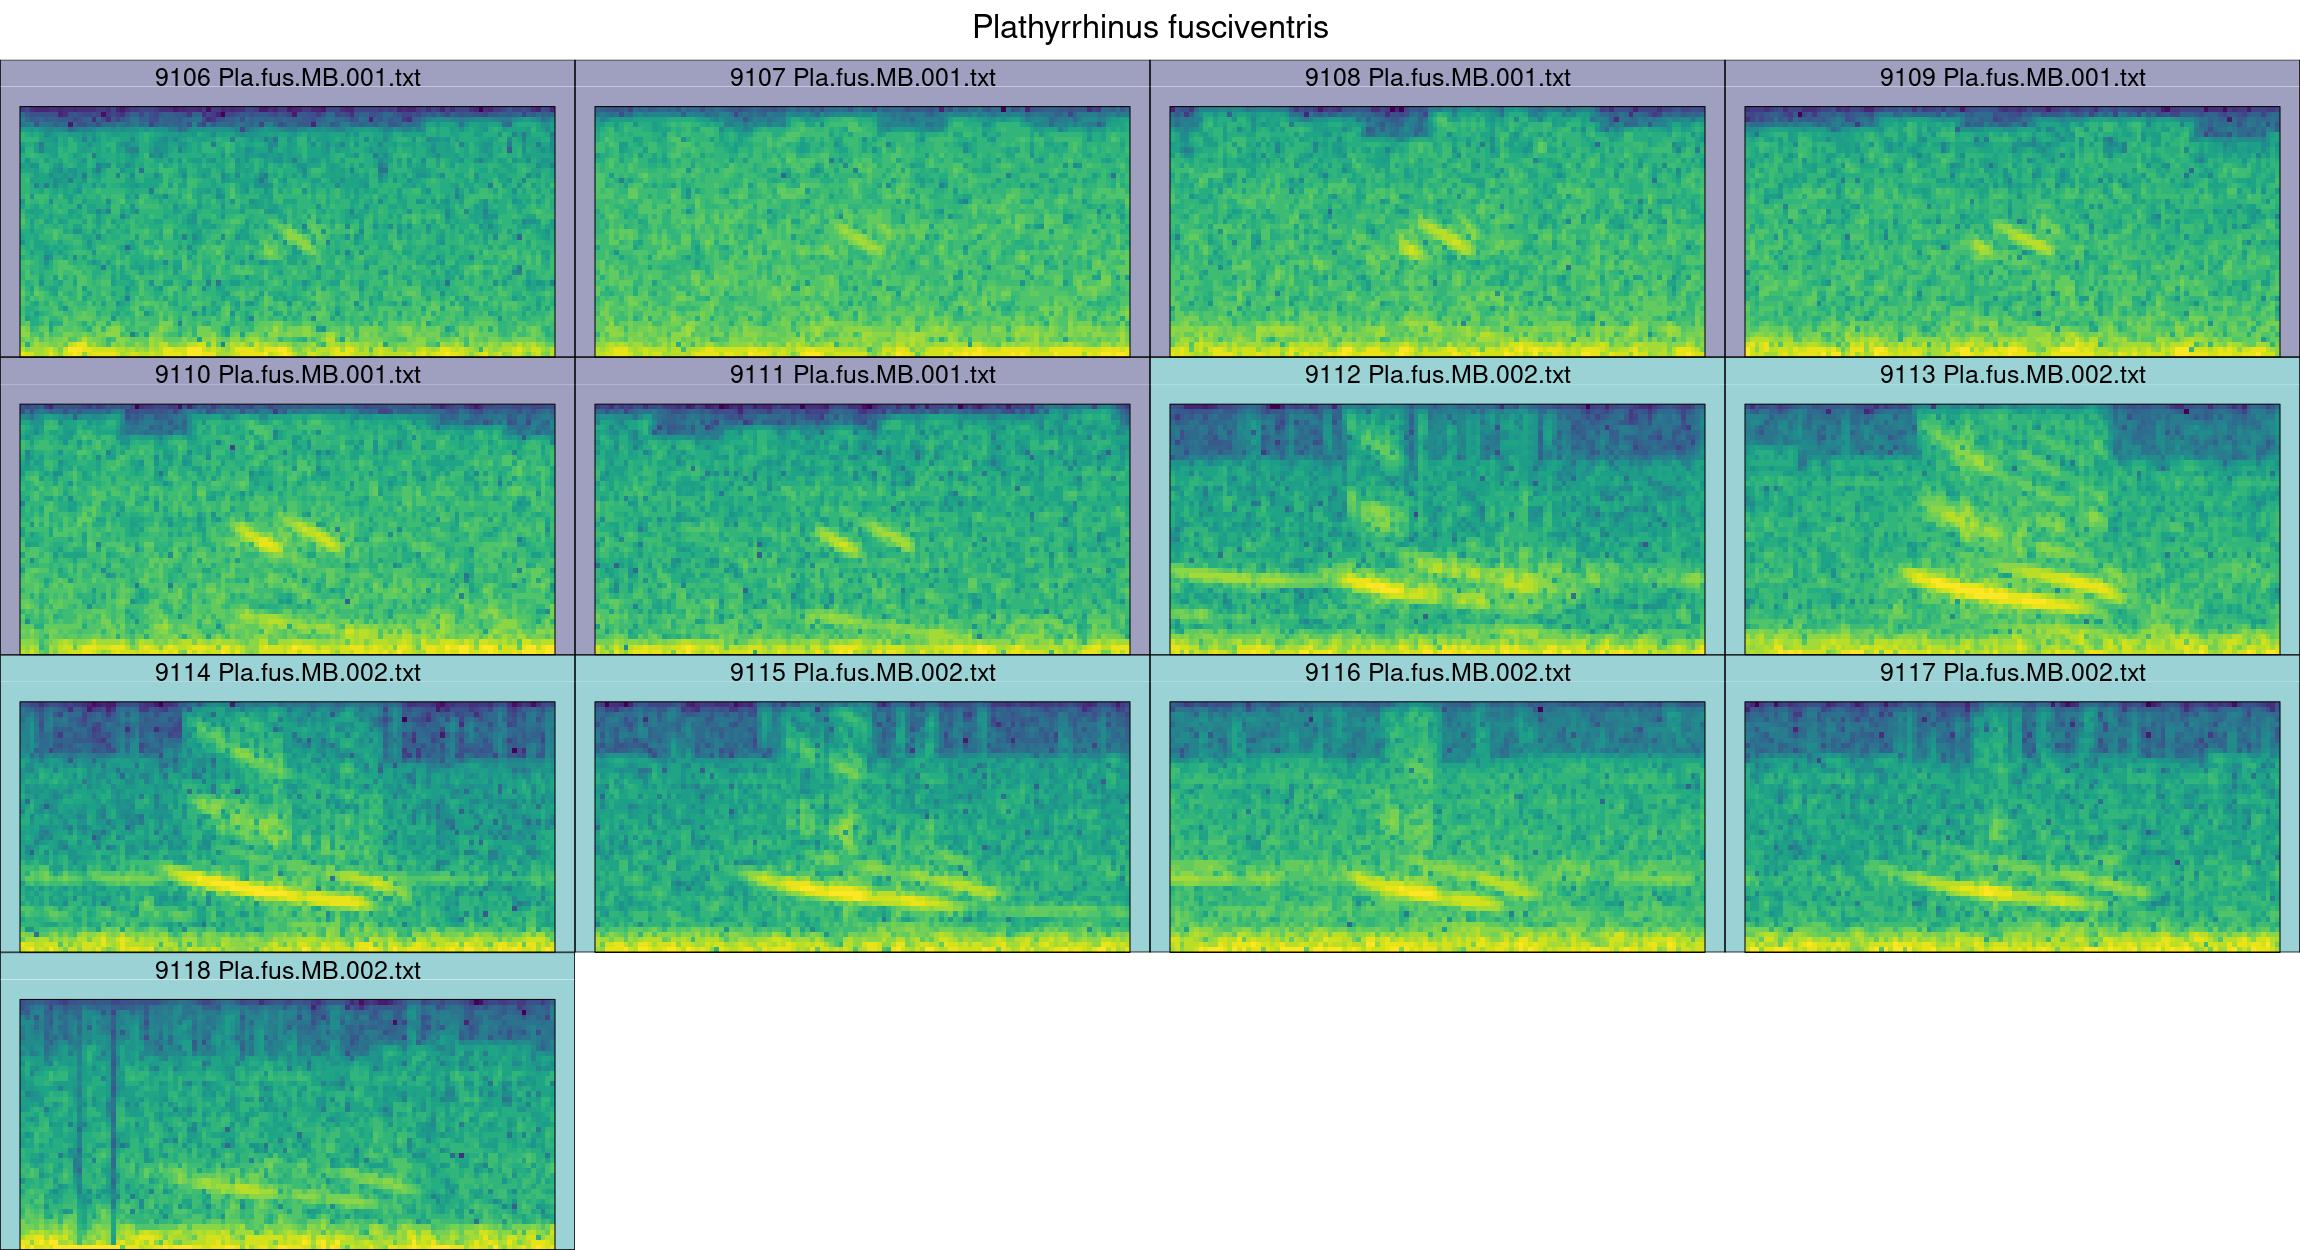 Plathyrrhinus fusciventris
9106 Pla.fus.MB.001.txt
9107 Pla.fus.MB.001.txt
9108 Pla.fus.MB.001.txt
9109 Pla.fus.MB.001.txt
9110 Pla.fus.MB.001.txt
9111 Pla.fus.MB.001.txt
9112 Pla.fus.MB.002.txt
9113 Pla.fus.MB.002.txt
9114 Pla.fus.MB.002.txt
9115 Pla.fus.MB.002.txt
9116 Pla.fus.MB.002.txt
9117 Pla.fus.MB.002.txt
9118 Pla.fus.MB.002.txt